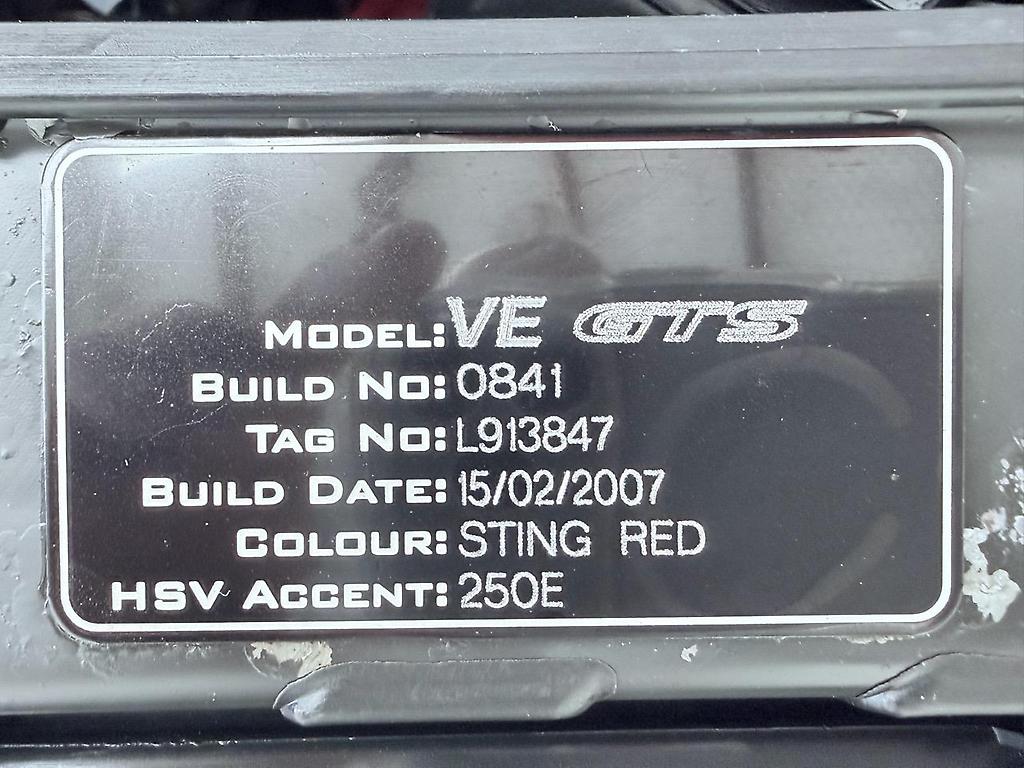 MODEL: VE GTS
BUILD NO: 0841
TAG NO: L913847
BUILD DATE: 15/02/2007
COLOUR: STING RED
HSV ACCENT: 250E